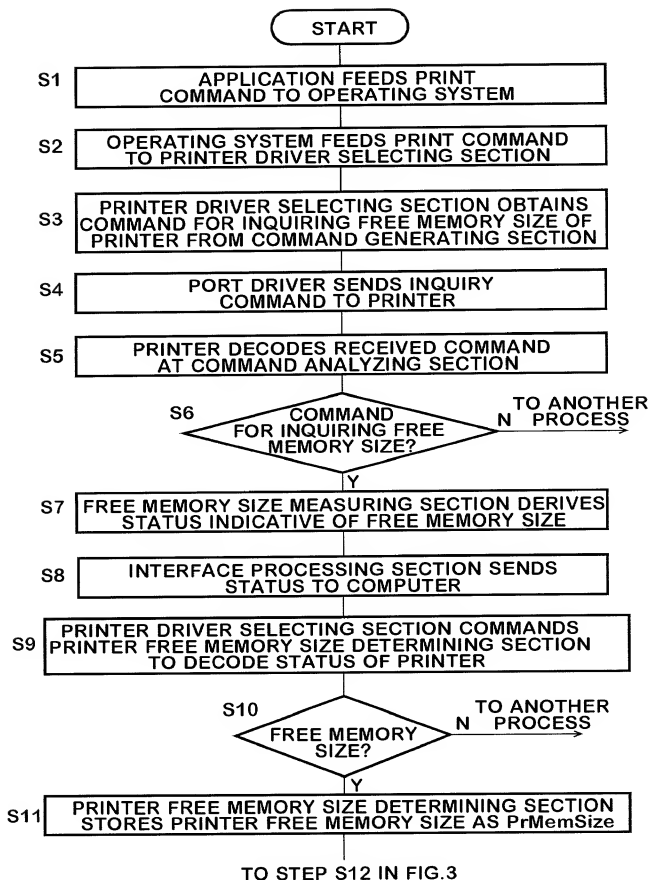 START
S1
APPLICATION FEEDS PRINT
COMMAND TO OPERATING SYSTEM
S2
OPERATING SYSTEM FEEDS PRINT COMMAND
TO PRINTER DRIVER SELECTING SECTION
S3
PRINTER DRIVER SELECTING SECTION OBTAINS
COMMAND FOR INQUIRING FREE MEMORY SIZE OF
PRINTER FROM COMMAND GENERATING SECTION
S4
PORT DRIVER SENDS INQUIRY
COMMAND TO PRINTER
S5
PRINTER DECODES RECEIVED COMMAND
AT COMMAND ANALYZING SECTION
S6
COMMAND
FOR INQUIRING FREE
MEMORY SIZE?
N
TO ANOTHER
PROCESS
Y
S7
FREE MEMORY SIZE MEASURING SECTION DERIVES
STATUS INDICATIVE OF FREE MEMORY SIZE
S8
INTERFACE PROCESSING SECTION SENDS
STATUS TO COMPUTER
S9
PRINTER DRIVER SELECTING SECTION COMMANDS
PRINTER FREE MEMORY SIZE DETERMINING SECTION
TO DECODE STATUS OF PRINTER
S10
FREE MEMORY
SIZE?
N
TO ANOTHER
PROCESS
Y
S11
PRINTER FREE MEMORY SIZE DETERMINING SECTION
STORES PRINTER FREE MEMORY SIZE AS PrMemSize
TO STEP S12 IN FIG.3